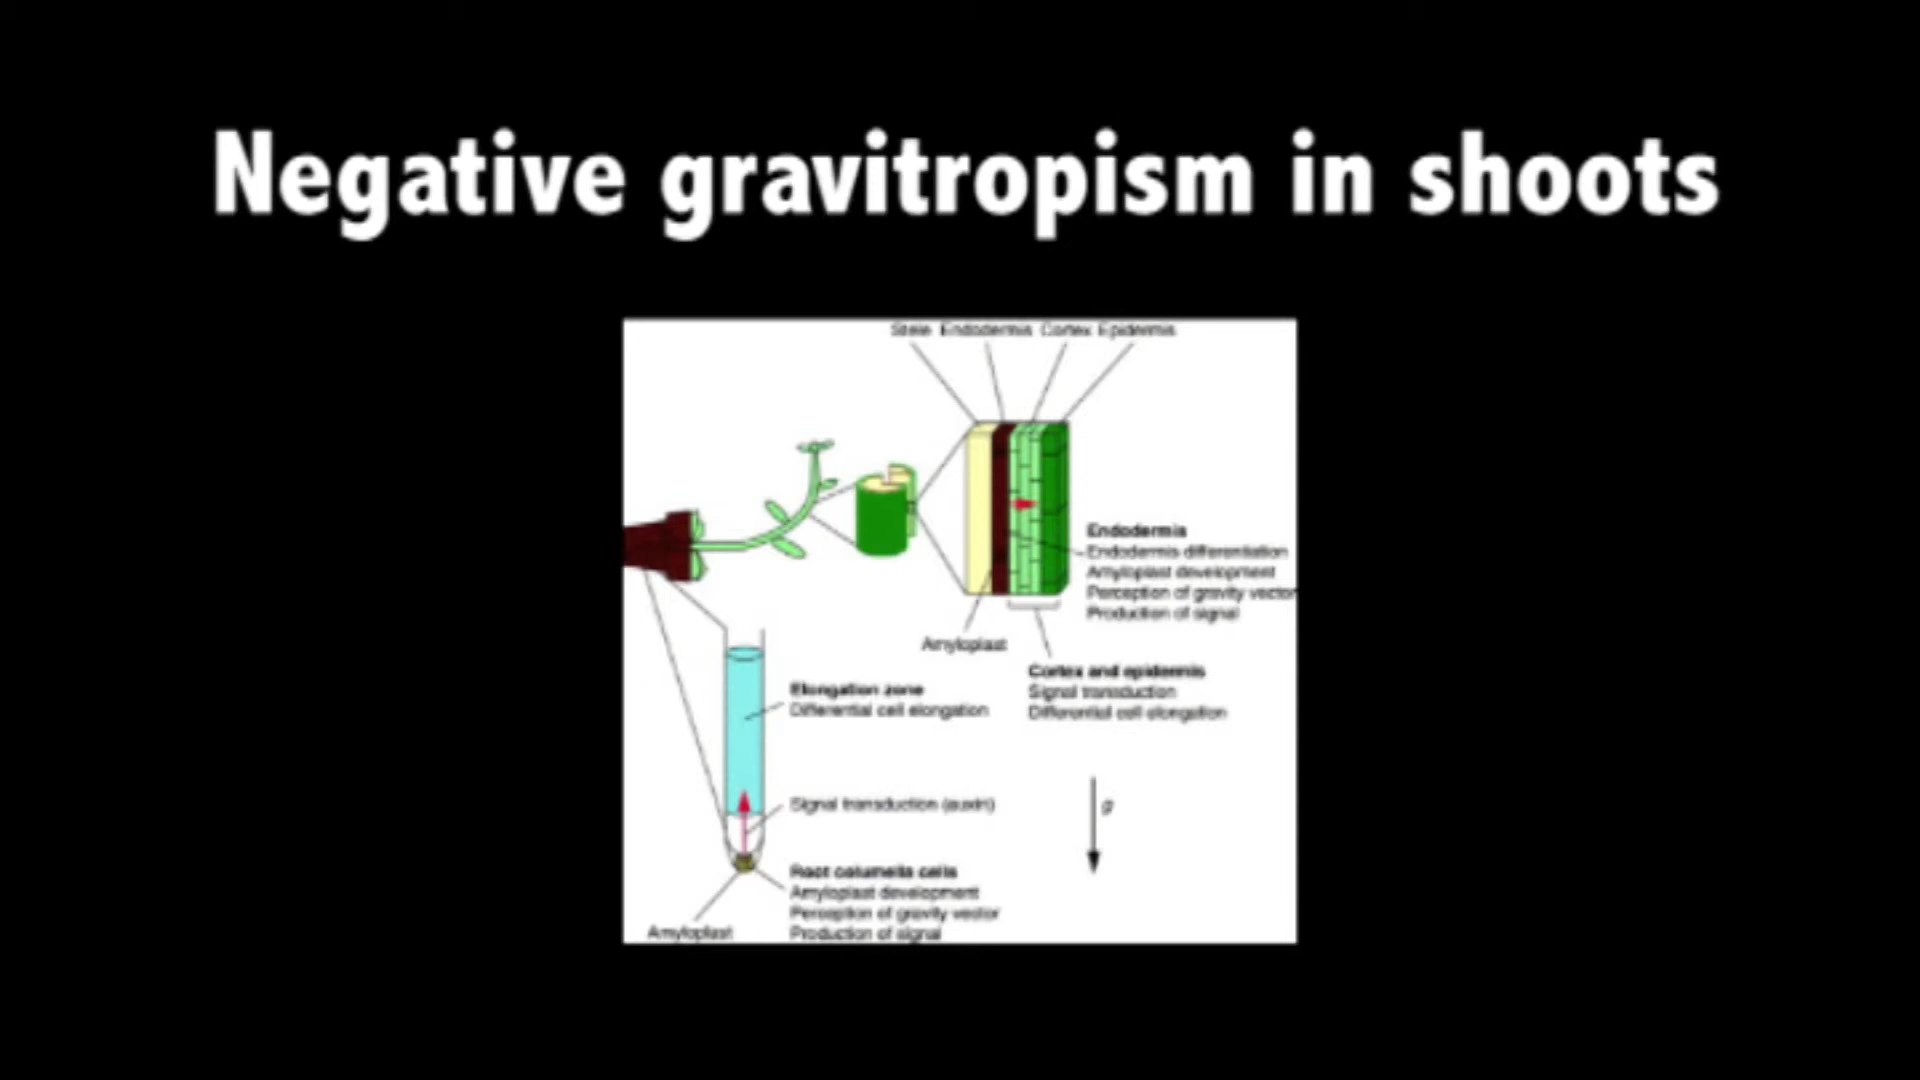 Negative gravitropism in shoots
Stele Endodermis Cortex Epidermis
Endodermis
Endodermis differentiation
Amyloplast development
Perception of gravity vector
Production of signal
Amyloplast
Cortex and epidermis
Signal transduction
Differential cell elongation
Elongation zone
Differential cell elongation
Signal transduction (auxin)
g
Root columella cells
Amyloplast development
Perception of gravity vector
Production of signal
Amyloplast